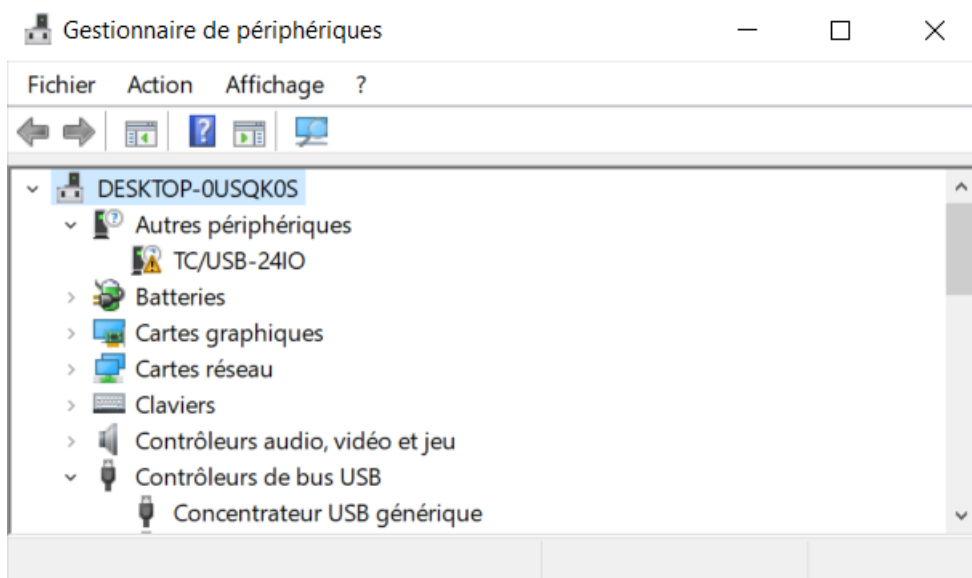 Gestionnaire de périphériques
Fichier Action Affichage ?
DESKTOP-0USQK0S
Autres périphériques
TC/USB-24IO
Batteries
Cartes graphiques
Cartes réseau
Claviers
Contrôleurs audio, vidéo et jeu
Contrôleurs de bus USB
Concentrateur USB générique